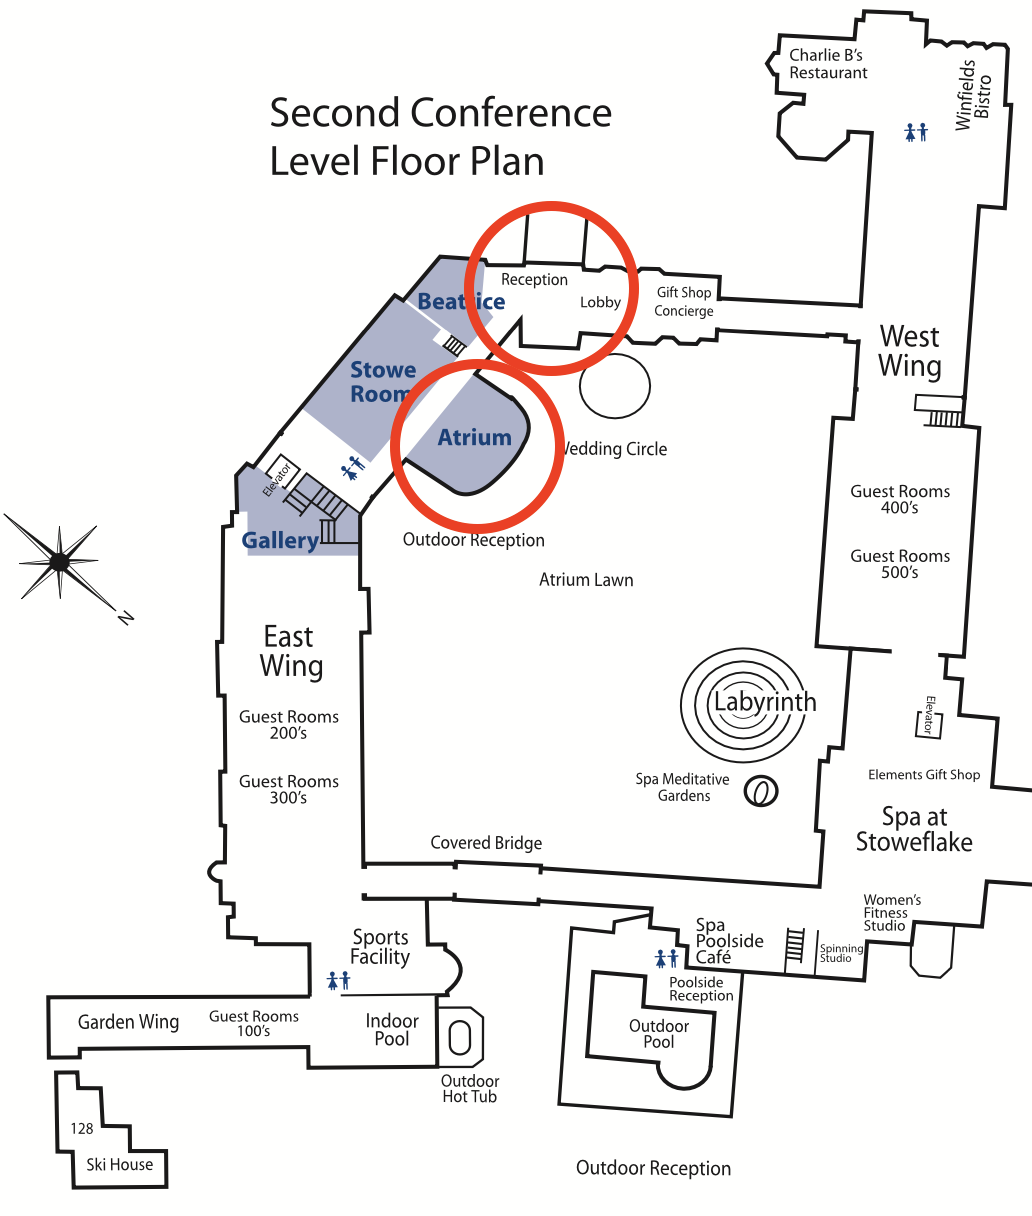 Second Conference
Level Floor Plan
Charlie B's
Restaurant
Winfields
Bistro
Reception
Lobby
Gift Shop
Concierge
Beatrice
Stowe
Room
Atrium
Elevator
Gallery
West
Wing
Wedding Circle
Outdoor Reception
Atrium Lawn
Guest Rooms
400's
Guest Rooms
500's
N
East
Wing
Guest Rooms
200's
Guest Rooms
300's
Labyrinth
Spa Meditative
Gardens
Elevator
Elements Gift Shop
Spa at
Stoweflake
Covered Bridge
Women's
Fitness
Studio
Spa
Poolside
Café
Spinning
Studio
Sports
Facility
Poolside
Reception
Garden Wing
Guest Rooms
100's
Indoor
Pool
Outdoor
Pool
Outdoor
Hot Tub
128
Ski House
Outdoor Reception